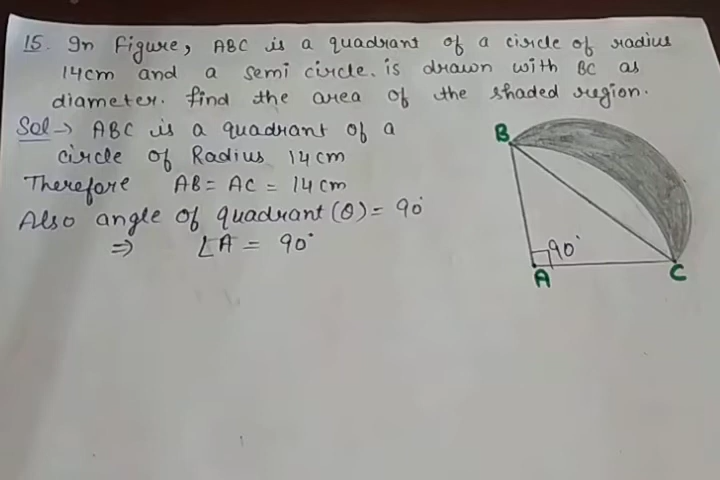 15. In Figure, ABC is a quadrant of a circle of radius
14cm and a semi circle. is drawn with BC as
diameter. find the area of the shaded region.
Sol → ABC is a quadrant of a
circle of Radius 14cm
Therefore AB = AC = 14cm
Also angle of quadrant (θ) = 90°
⇒ ∠A = 90°
B
90°
A
C